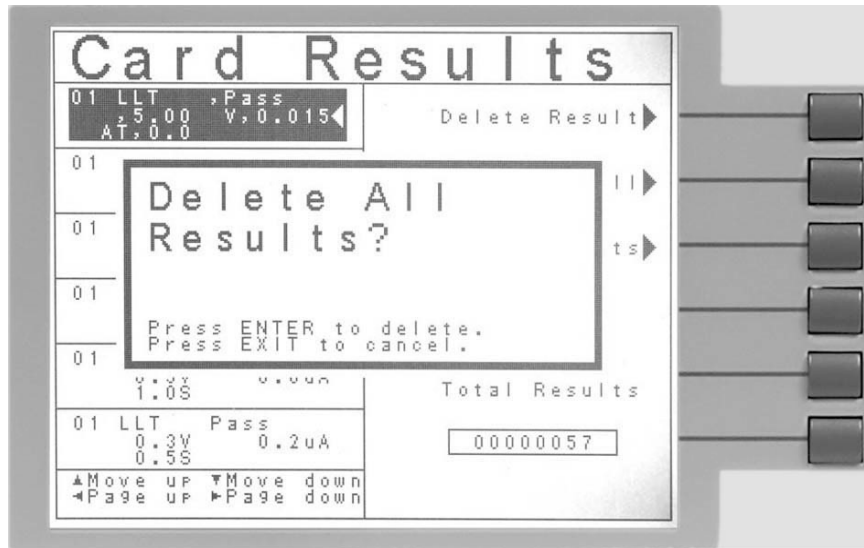 Card Results
01 LLT ,Pass
,5.00 V,0.015
AT,0.0
Delete Result
01
ll
Delete All
Results?
01
ts
01
Press ENTER to delete.
Press EXIT to cancel.
01
1.0S
Total Results
01 LLT Pass
0.3V 0.2uA
0.5S
00000057
▲Move up ▼Move down
◄Page up ►Page down